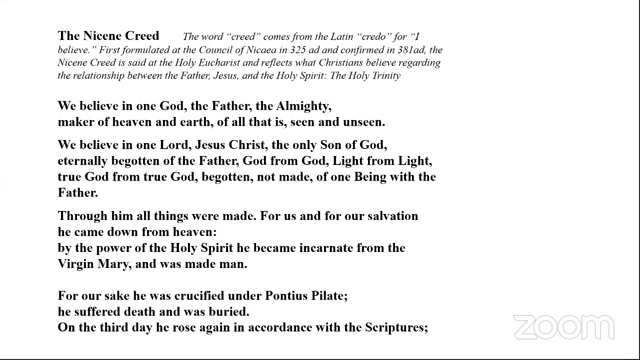 The Nicene Creed The word “creed” comes from the Latin “credo” for “I
believe.” First formulated at the Council of Nicaea in 325 ad and confirmed in 381ad, the
Nicene Creed is said at the Holy Eucharist and reflects what Christians believe regarding
the relationship between the Father, Jesus, and the Holy Spirit: The Holy Trinity
We believe in one God, the Father, the Almighty,
maker of heaven and earth, of all that is, seen and unseen.
We believe in one Lord, Jesus Christ, the only Son of God,
eternally begotten of the Father, God from God, Light from Light,
true God from true God, begotten, not made, of one Being with the
Father.
Through him all things were made. For us and for our salvation
he came down from heaven:
by the power of the Holy Spirit he became incarnate from the
Virgin Mary, and was made man.
For our sake he was crucified under Pontius Pilate;
he suffered death and was buried.
On the third day he rose again in accordance with the Scriptures;
zoom